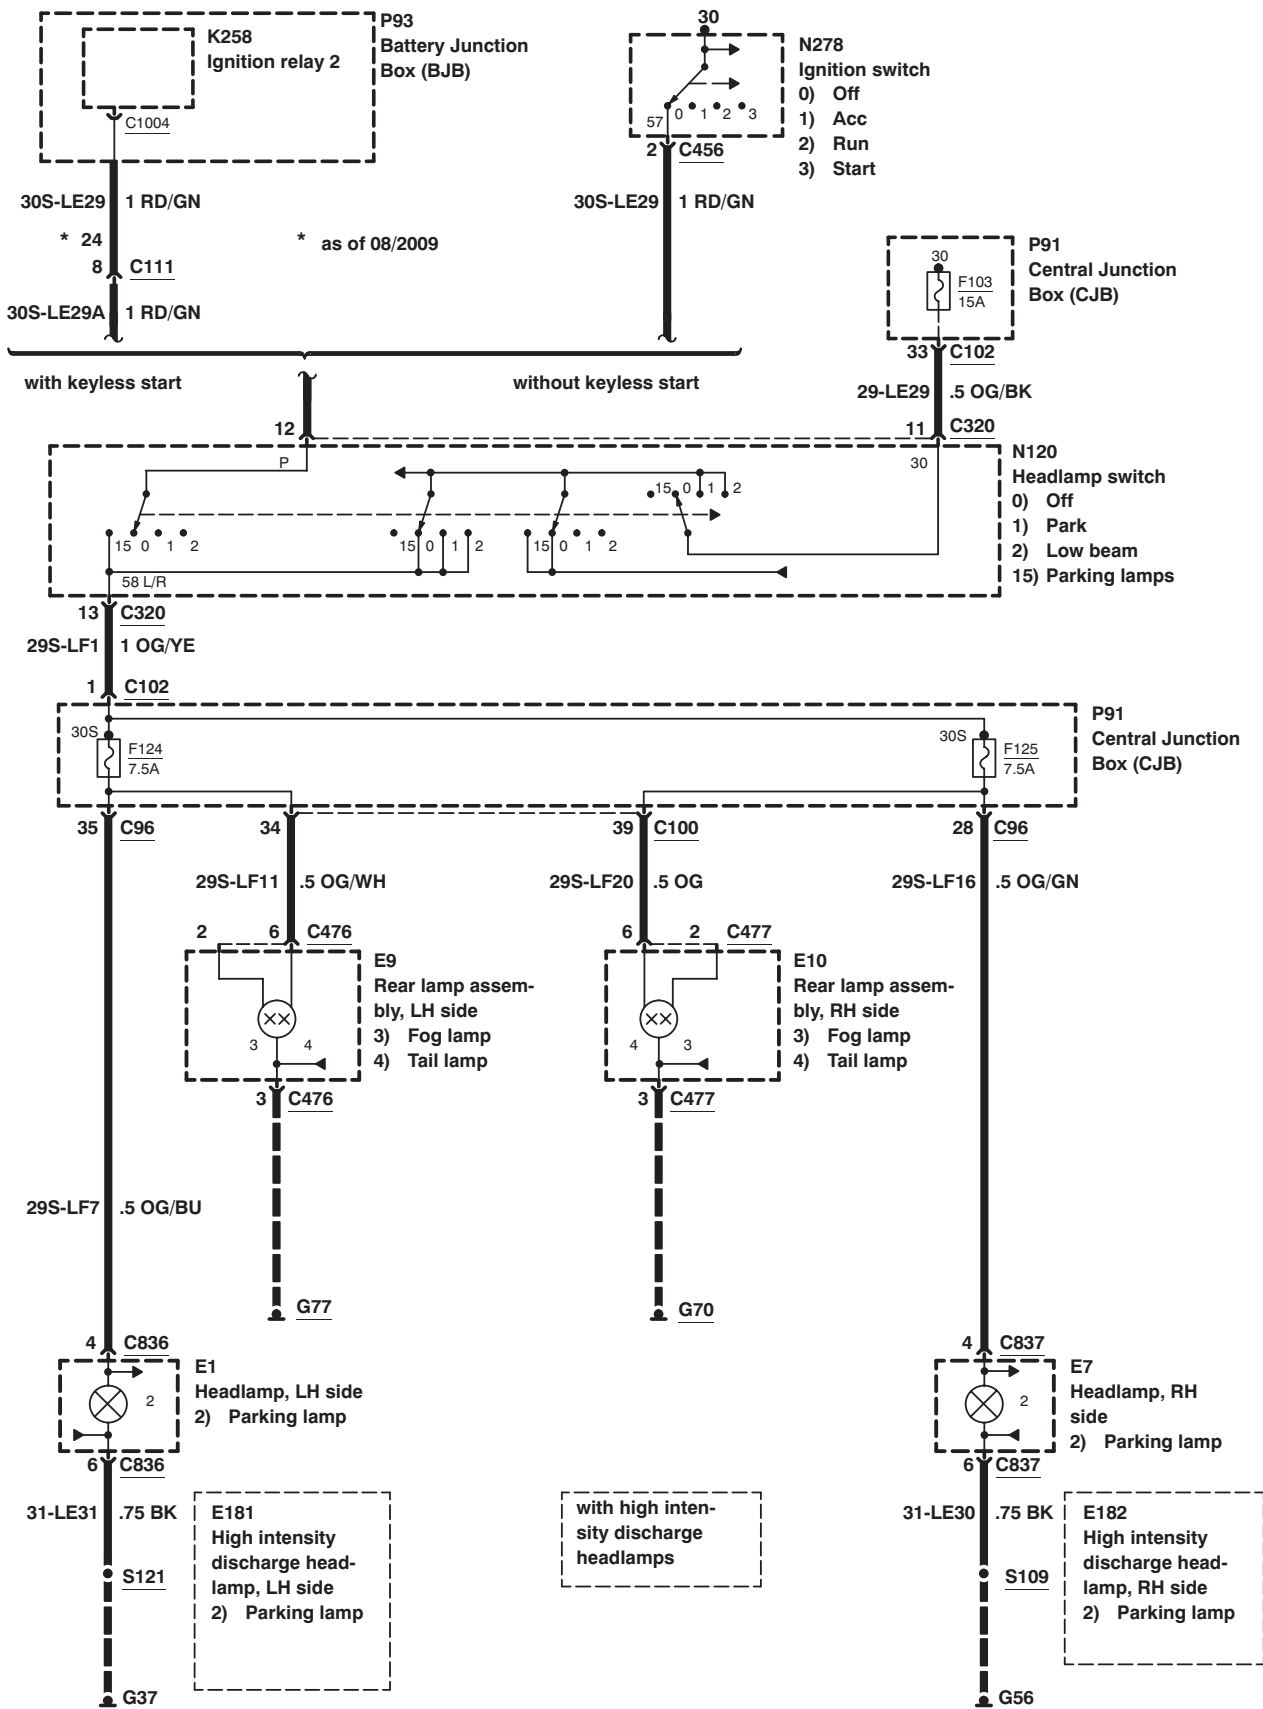 P93
Battery Junction
Box (BJB)
K258
Ignition relay 2
C1004
30S-LE29 1 RD/GN
* 24
8 C111
30S-LE29A 1 RD/GN
* as of 08/2009
30
N278
Ignition switch
0) Off
1) Acc
2) Run
3) Start
57 0 1 2 3
2 C456
30S-LE29 1 RD/GN
P91
Central Junction
Box (CJB)
30
F103
15A
33 C102
29-LE29 .5 OG/BK
with keyless start
without keyless start
12
11 C320
N120
Headlamp switch
0) Off
1) Park
2) Low beam
15) Parking lamps
P
30
15 0 1 2
15 0 1 2
15 0 1 2
15 0 1 2
58 L/R
13 C320
29S-LF1 1 OG/YE
1 C102
P91
Central Junction
Box (CJB)
30S
F124
7.5A
30S
F125
7.5A
35 C96
34
39 C100
28 C96
29S-LF11 .5 OG/WH
29S-LF20 .5 OG
29S-LF16 .5 OG/GN
2 6 C476
6 2 C477
E9
Rear lamp assem-
bly, LH side
3) Fog lamp
4) Tail lamp
3 4
E10
Rear lamp assem-
bly, RH side
3) Fog lamp
4) Tail lamp
4 3
3 C476
3 C477
29S-LF7 .5 OG/BU
G77
G70
4 C836
4 C837
E1
Headlamp, LH side
2) Parking lamp
2
E7
Headlamp, RH
side
2) Parking lamp
2
6 C836
6 C837
31-LE31 .75 BK
E181
High intensity
discharge head-
lamp, LH side
2) Parking lamp
with high inten-
sity discharge
headlamps
31-LE30 .75 BK
E182
High intensity
discharge head-
lamp, RH side
2) Parking lamp
S121
S109
G37
G56